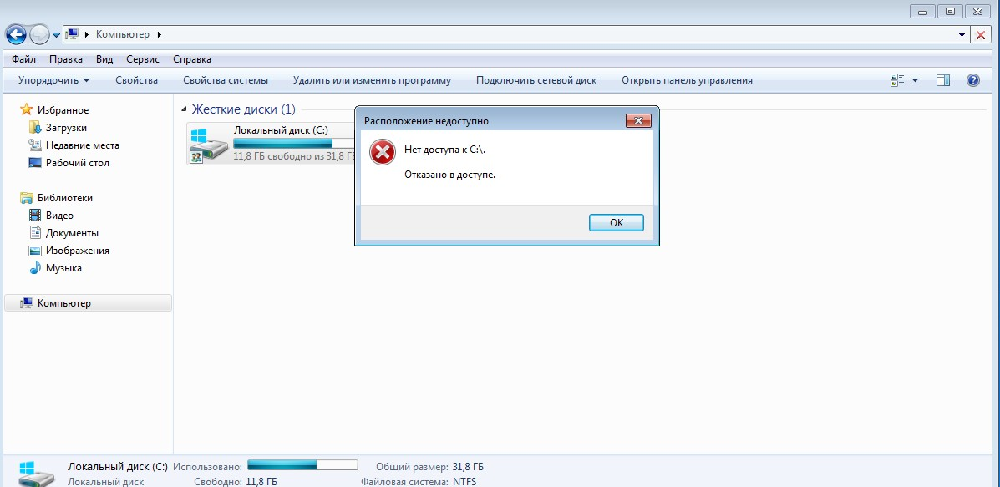 Компьютер
Файл Правка Вид Сервис Справка
Упорядочить Свойства Свойства системы Удалить или изменить программу Подключить сетевой диск Открыть панель управления
Избранное
Загрузки
Недавние места
Рабочий стол
Библиотеки
Видео
Документы
Изображения
Музыка
Компьютер
Жесткие диски (1)
Локальный диск (C:)
11,8 ГБ свободно из 31,8 ГБ
Расположение недоступно
Нет доступа к C:\.
Отказано в доступе.
OK
Локальный диск (C:) Использовано: Общий размер: 31,8 ГБ
Локальный диск Свободно: 11,8 ГБ Файловая система: NTFS